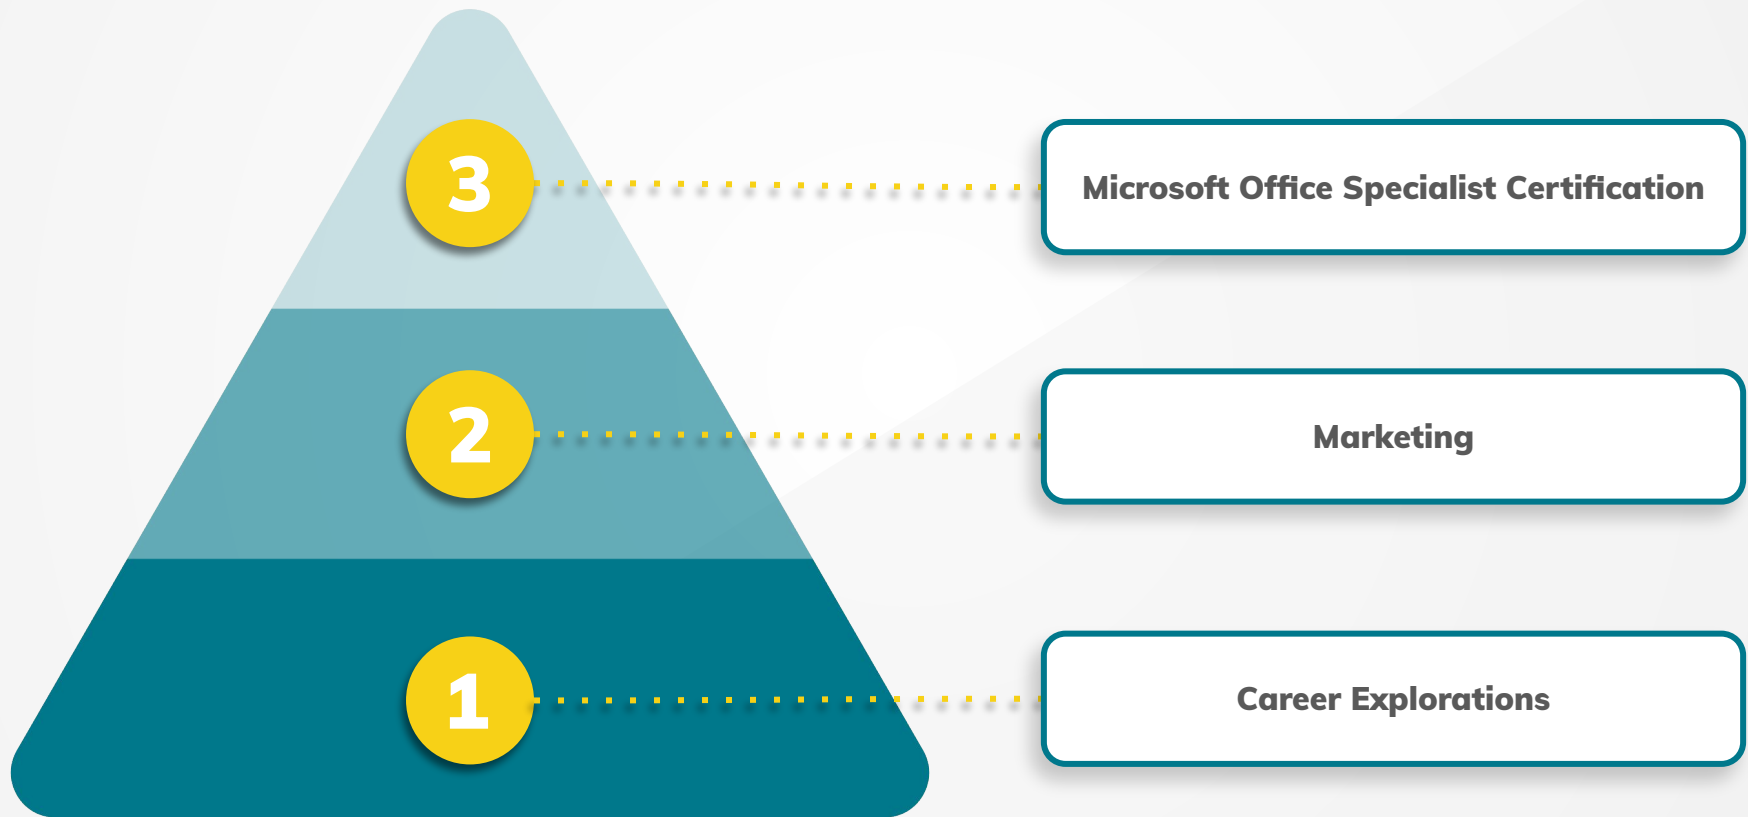 3
Microsoft Office Specialist Certification
2
Marketing
1
Career Explorations